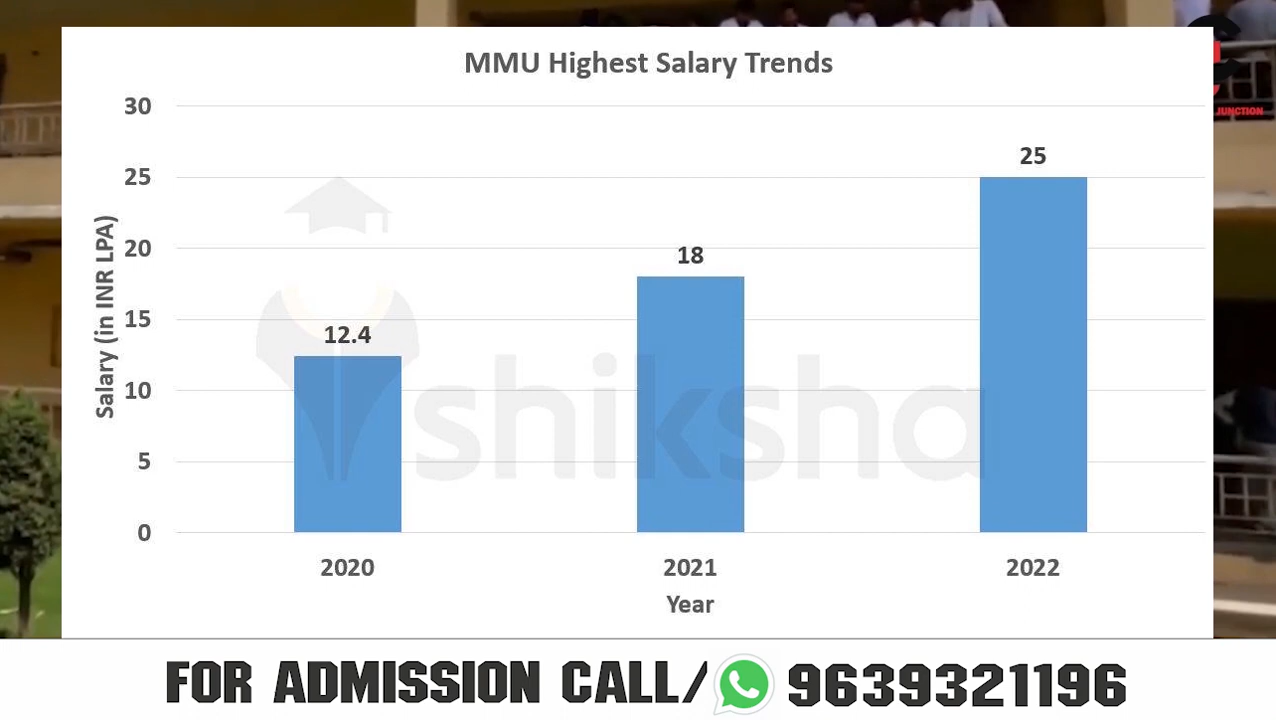 MMU Highest Salary Trends
JUNCTION
30
25
20
15
10
5
0
Salary (in INR LPA)
12.4
18
25
shiksha
2020
2021
2022
Year
FOR ADMISSION CALL/ 9639321196